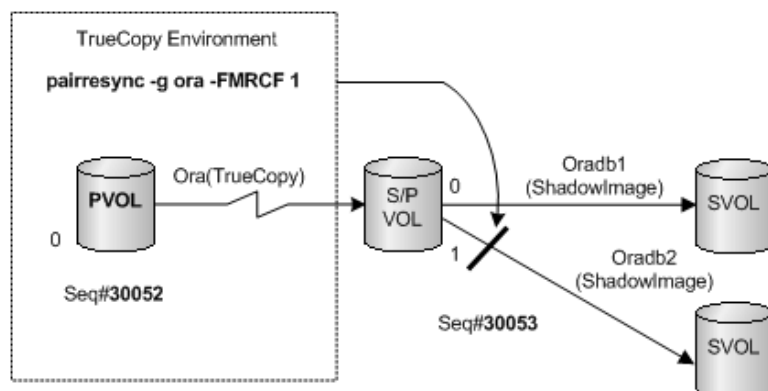 TrueCopy Environment
pairresync -g ora -FMRCF 1
Ora(TrueCopy)
PVOL
0
Seq#30052
S/P
VOL
0
1
Oradb1
(ShadowImage)
SVOL
Oradb2
(ShadowImage)
Seq#30053
SVOL